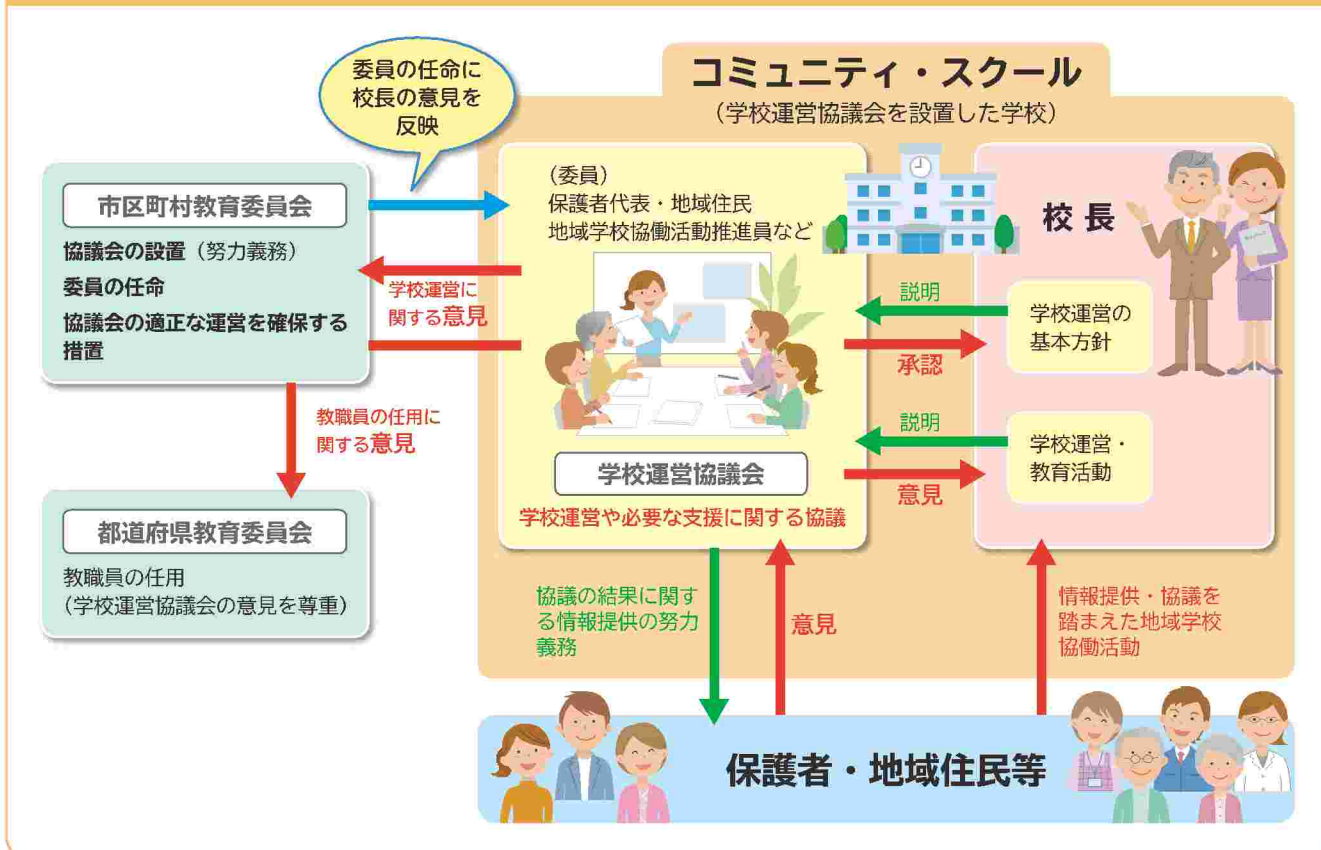 コミュニティ・スクール
（学校運営協議会を設置した学校）
委員の任命に
校長の意見を
反映
市区町村教育委員会
協議会の設置（努力義務）
委員の任命
協議会の適正な運営を確保する
措置
学校運営に
関する意見
教職員の任用に
関する意見
都道府県教育委員会
教職員の任用
（学校運営協議会の意見を尊重）
（委員）
保護者代表・地域住民
地域学校協働活動推進員など
学校運営協議会
学校運営や必要な支援に関する協議
校長
説明
承認
学校運営の
基本方針
説明
意見
学校運営・
教育活動
協議の結果に関す
る情報提供の努力
義務
意見
情報提供・協議を
踏まえた地域学校
協働活動
保護者・地域住民等